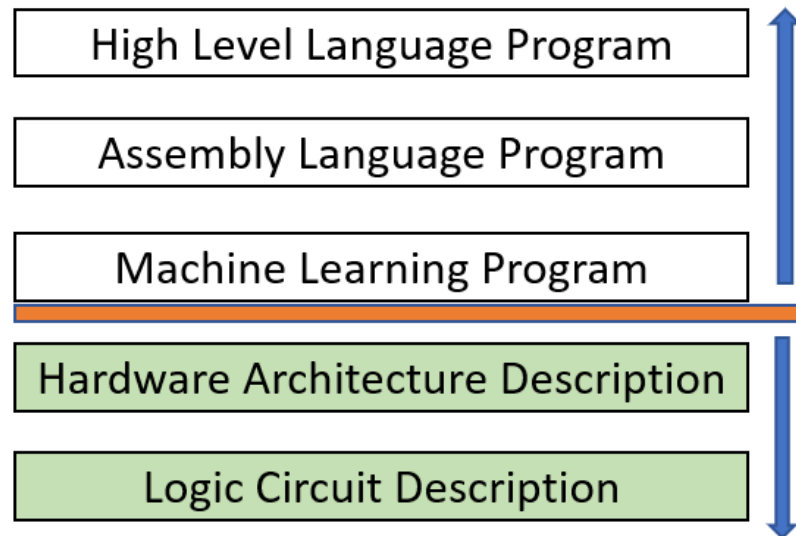 High Level Language Program
Assembly Language Program
Machine Learning Program
Hardware Architecture Description
Logic Circuit Description